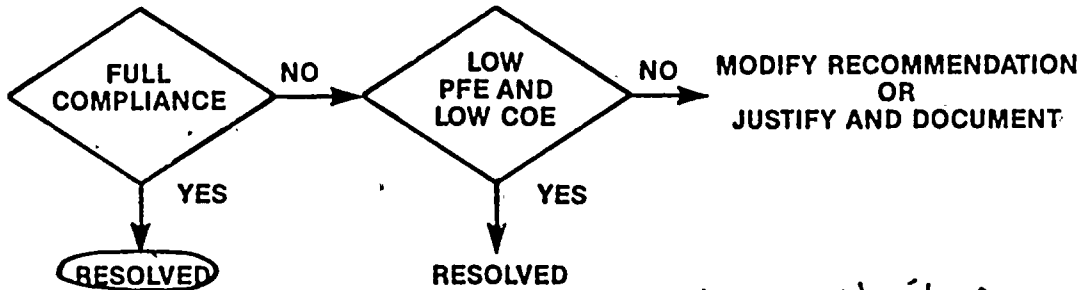 FULL
COMPLIANCE
NO
LOW
PFE AND
LOW COE
NO
MODIFY RECOMMENDATION
OR
JUSTIFY AND DOCUMENT
YES
YES
RESOLVED
RESOLVED